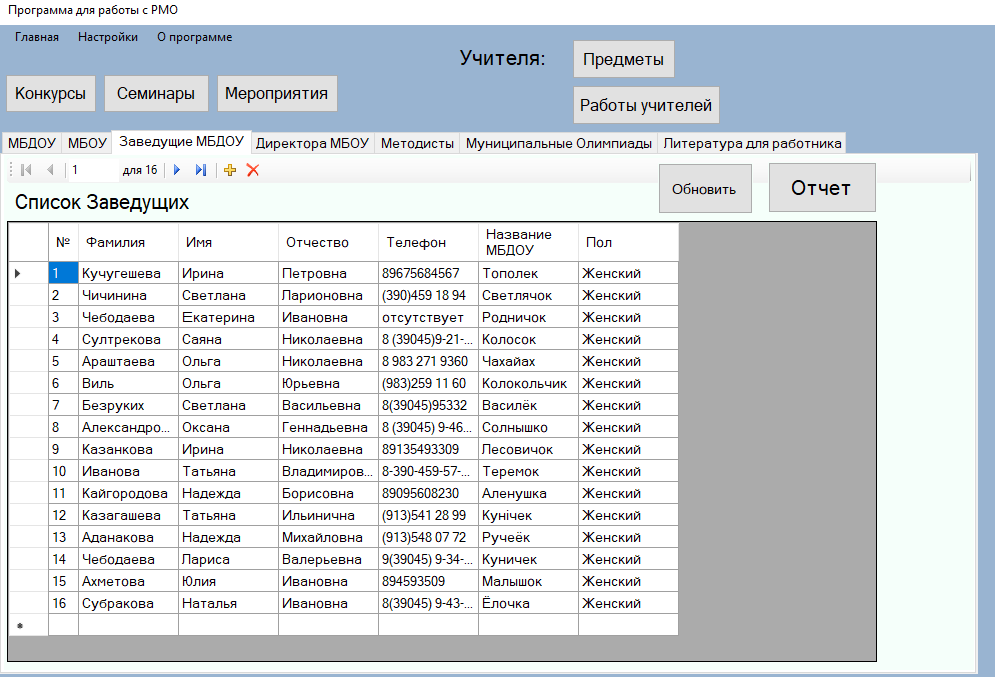 Программа для работы с РМО
Главная Настройки О программе
Учителя: Предметы
Конкурсы Семинары Мероприятия
Работы учителей
МБДОУ МБОУ Заведущие МБДОУ Директора МБОУ Методисты Муниципальные Олимпиады Литература для работника
1 для 16
Обновить Отчет
Список Заведущих
№ Фамилия Имя Отчество Телефон Название МБДОУ Пол
1 Кучугешева Ирина Петровна 89675684567 Тополек Женский
2 Чичинина Светлана Ларионовна (390)459 18 94 Светлячок Женский
3 Чебодаева Екатерина Ивановна отсутствует Родничок Женский
4 Султрекова Саяна Николаевна 8 (39045)9-21-... Колосок Женский
5 Араштаева Ольга Николаевна 8 983 271 9360 Чахайах Женский
6 Виль Ольга Юрьевна (983)259 11 60 Колокольчик Женский
7 Безруких Светлана Васильевна 8(39045)95332 Василёк Женский
8 Александро... Оксана Геннадьевна 8 (39045) 9-46... Солнышко Женский
9 Казанкова Ирина Николаевна 89135493309 Лесовичок Женский
10 Иванова Татьяна Владимиров... 8-390-459-57-... Теремок Женский
11 Кайгородова Надежда Борисовна 89095608230 Аленушка Женский
12 Казагашева Татьяна Ильинична (913)541 28 99 Кунічек Женский
13 Аданакова Надежда Михайловна (913)548 07 72 Ручеёк Женский
14 Чебодаева Лариса Валерьевна 9(39045) 9-34-... Куничек Женский
15 Ахметова Юлия Ивановна 894593509 Малышок Женский
16 Субракова Наталья Ивановна 8(39045) 9-43-... Ёлочка Женский